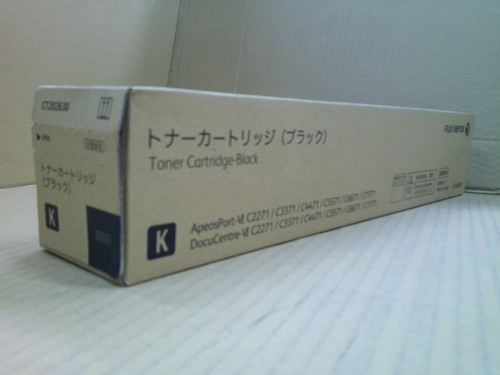 CT202630
トナーカートリッジ
(ブラック)
K
トナーカートリッジ (ブラック)
Toner Cartridge-Black
K
ApeosPort-VI C2271 / C3371 / C4471 / C5571 / C6671 / C7771
DocuCentre-VI C2271 / C3371 / C4471 / C5571 / C6671 / C7771
FUJI XEROX